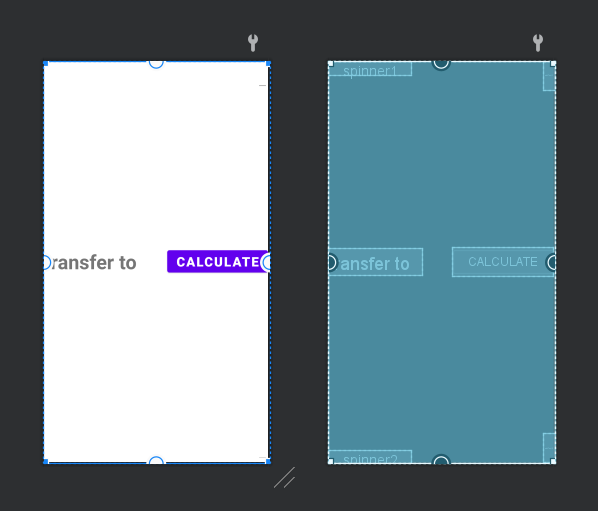 ransfer to
CALCULATE
spinner1
ansfer to
CALCULATE
spinner2